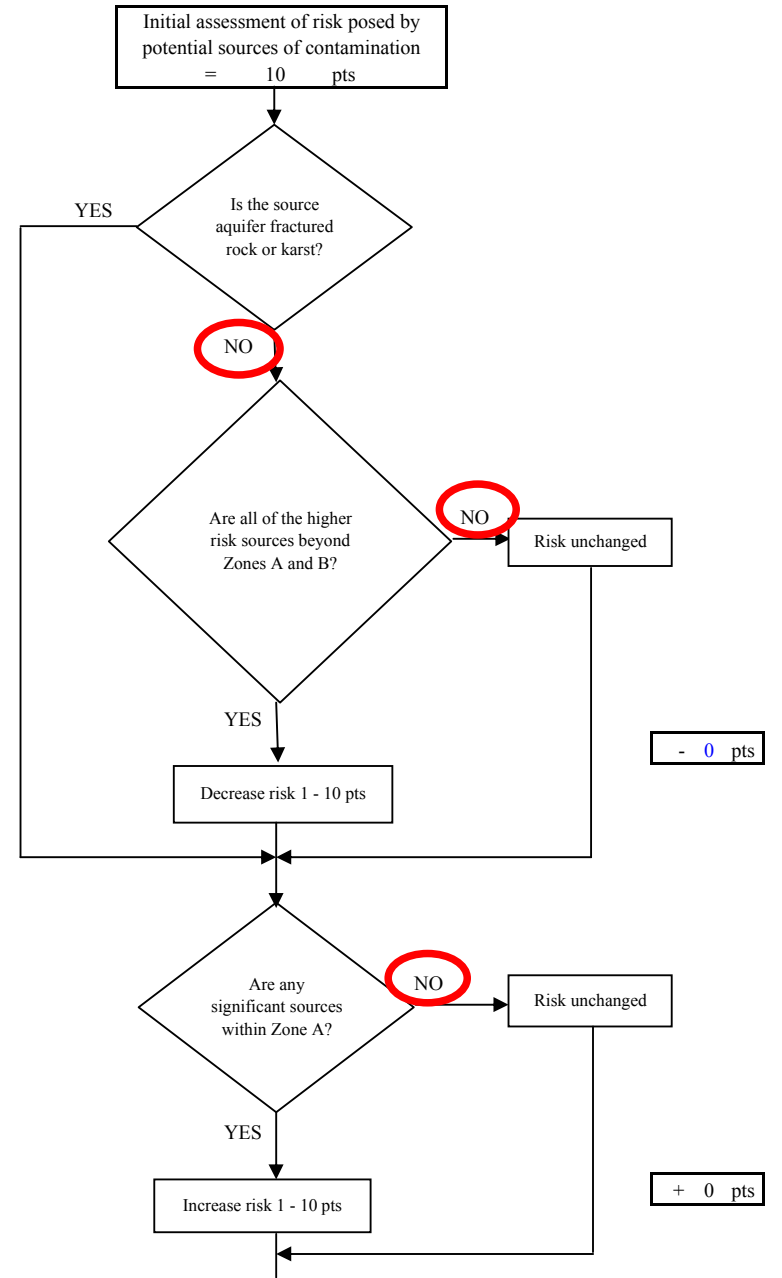 Initial assessment of risk posed by
potential sources of contamination
= 10 pts
Is the source
aquifer fractured
rock or karst?
YES
NO
Are all of the higher
risk sources beyond
Zones A and B?
NO
Risk unchanged
YES
- 0 pts
Decrease risk 1 - 10 pts
Are any
significant sources
within Zone A?
NO
Risk unchanged
YES
Increase risk 1 - 10 pts
+ 0 pts